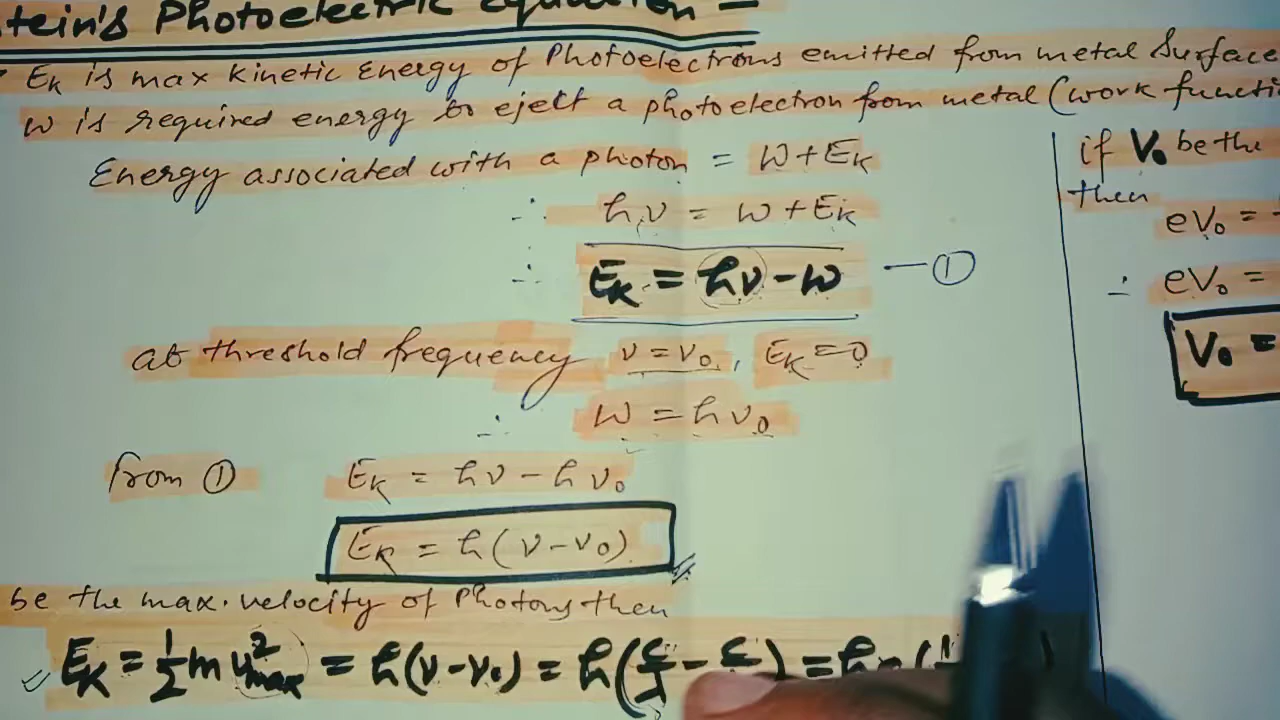 tein's Photoelectric Equation –
Eₖ is max kinetic Energy of Photoelectrons emitted from metal Surface
W is required energy to eject a photoelectron from metal (work functi
Energy associated with a photon = W + Eₖ
∴ hν = W + Eₖ
∴ Eₖ = hν – W — ①
at threshold frequency ν = ν₀, Eₖ = 0
∴ W = hν₀
from ① Eₖ = hν – hν₀
Eₖ = h(ν – ν₀)
be the max. velocity of Photons then
Eₖ = ½ m u²max = h(ν – ν₀) = h(c/λ – c
if V₀ be the
then
eV₀ =
∴ eV₀ =
V₀ =